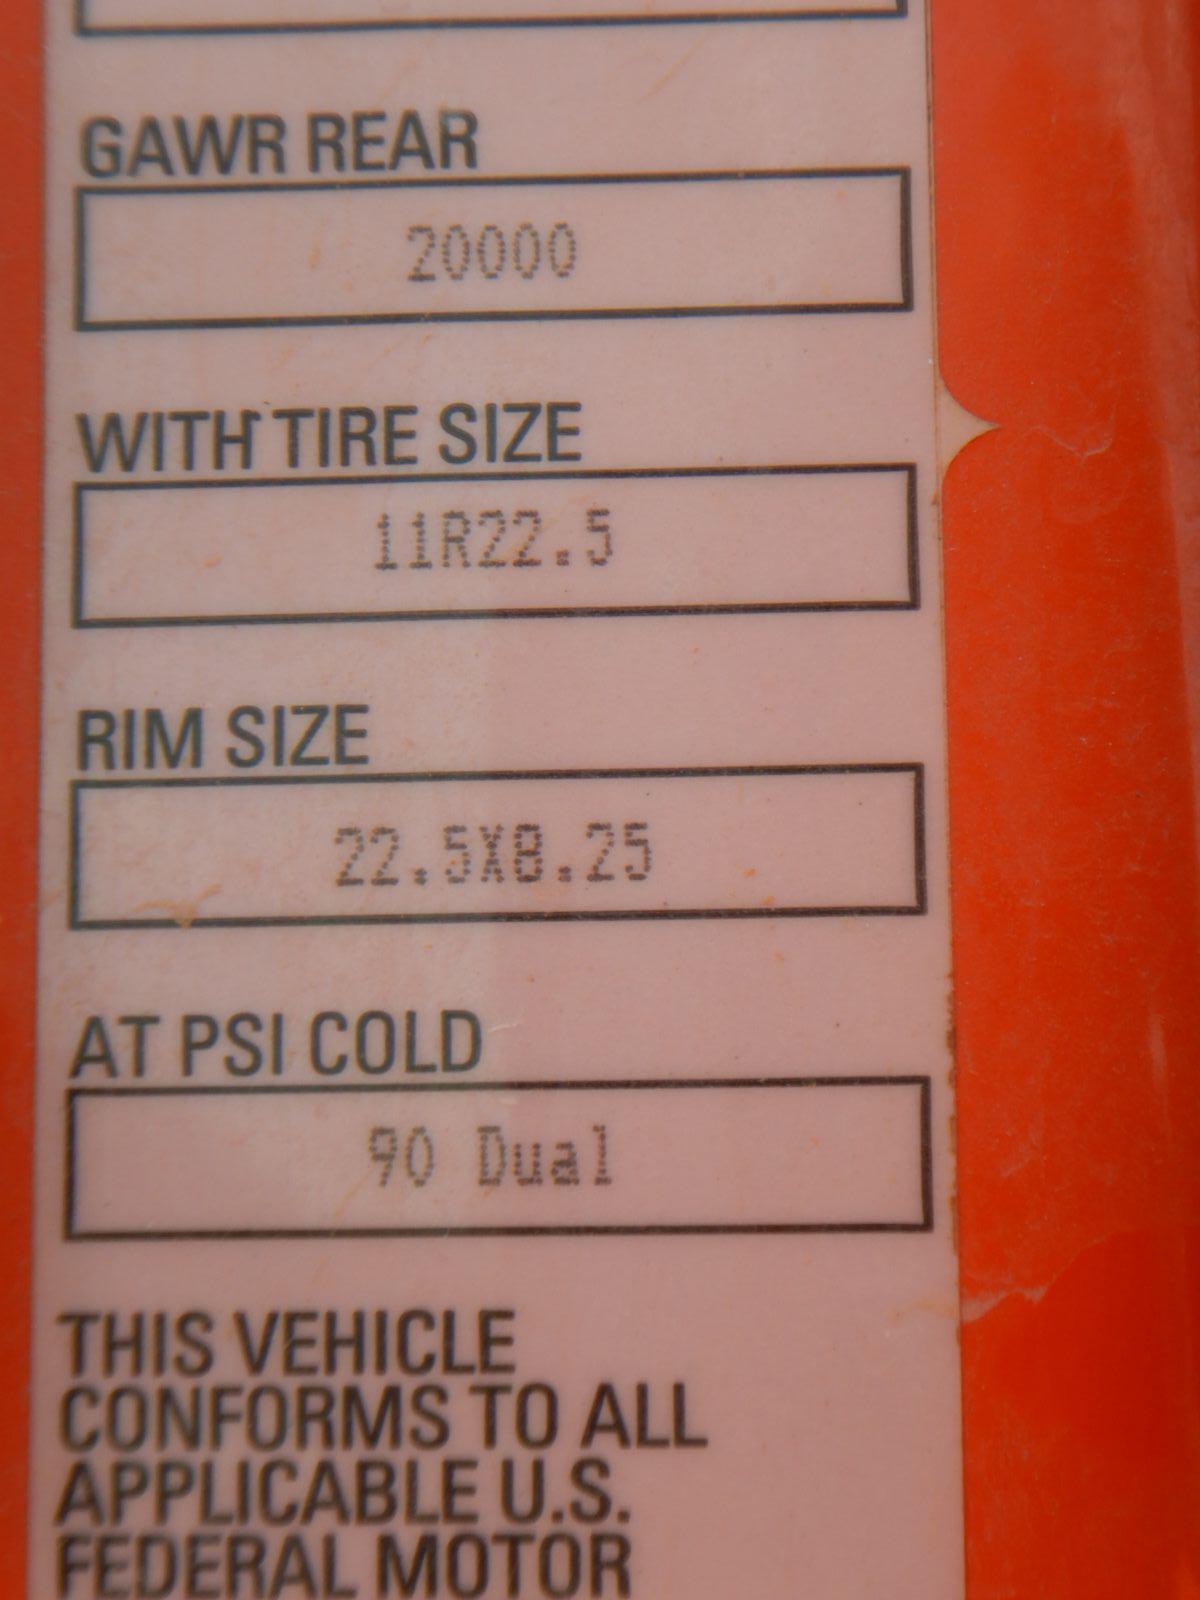 GAWR REAR
20000
WITH TIRE SIZE
11R22.5
RIM SIZE
22.5X8.25
AT PSI COLD
90 Dual
THIS VEHICLE
CONFORMS TO ALL
APPLICABLE U.S.
FEDERAL MOTOR